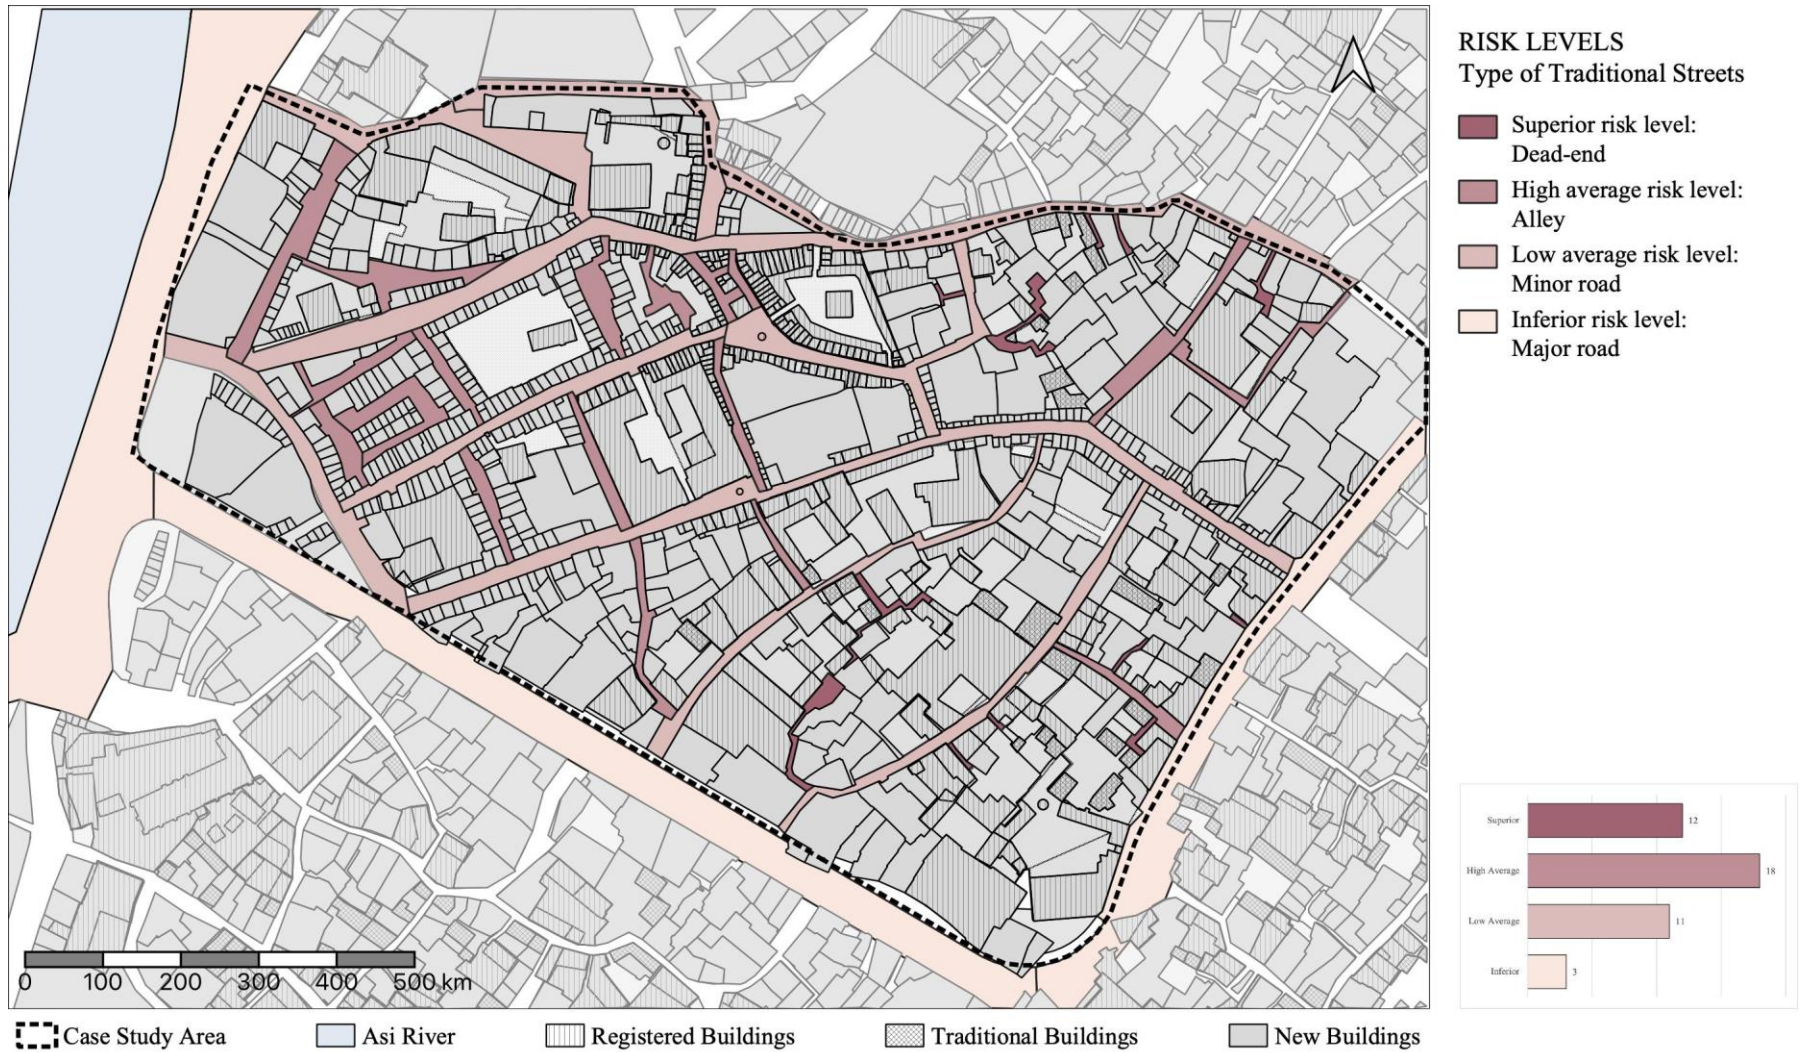 RISK LEVELS
Type of Traditional Streets
Superior risk level:
Dead-end
High average risk level:
Alley
Low average risk level:
Minor road
Inferior risk level:
Major road
Superior 12
High Average 18
Low Average 11
Inferior 3
0 100 200 300 400 500 km
Case Study Area Asi River Registered Buildings Traditional Buildings New Buildings